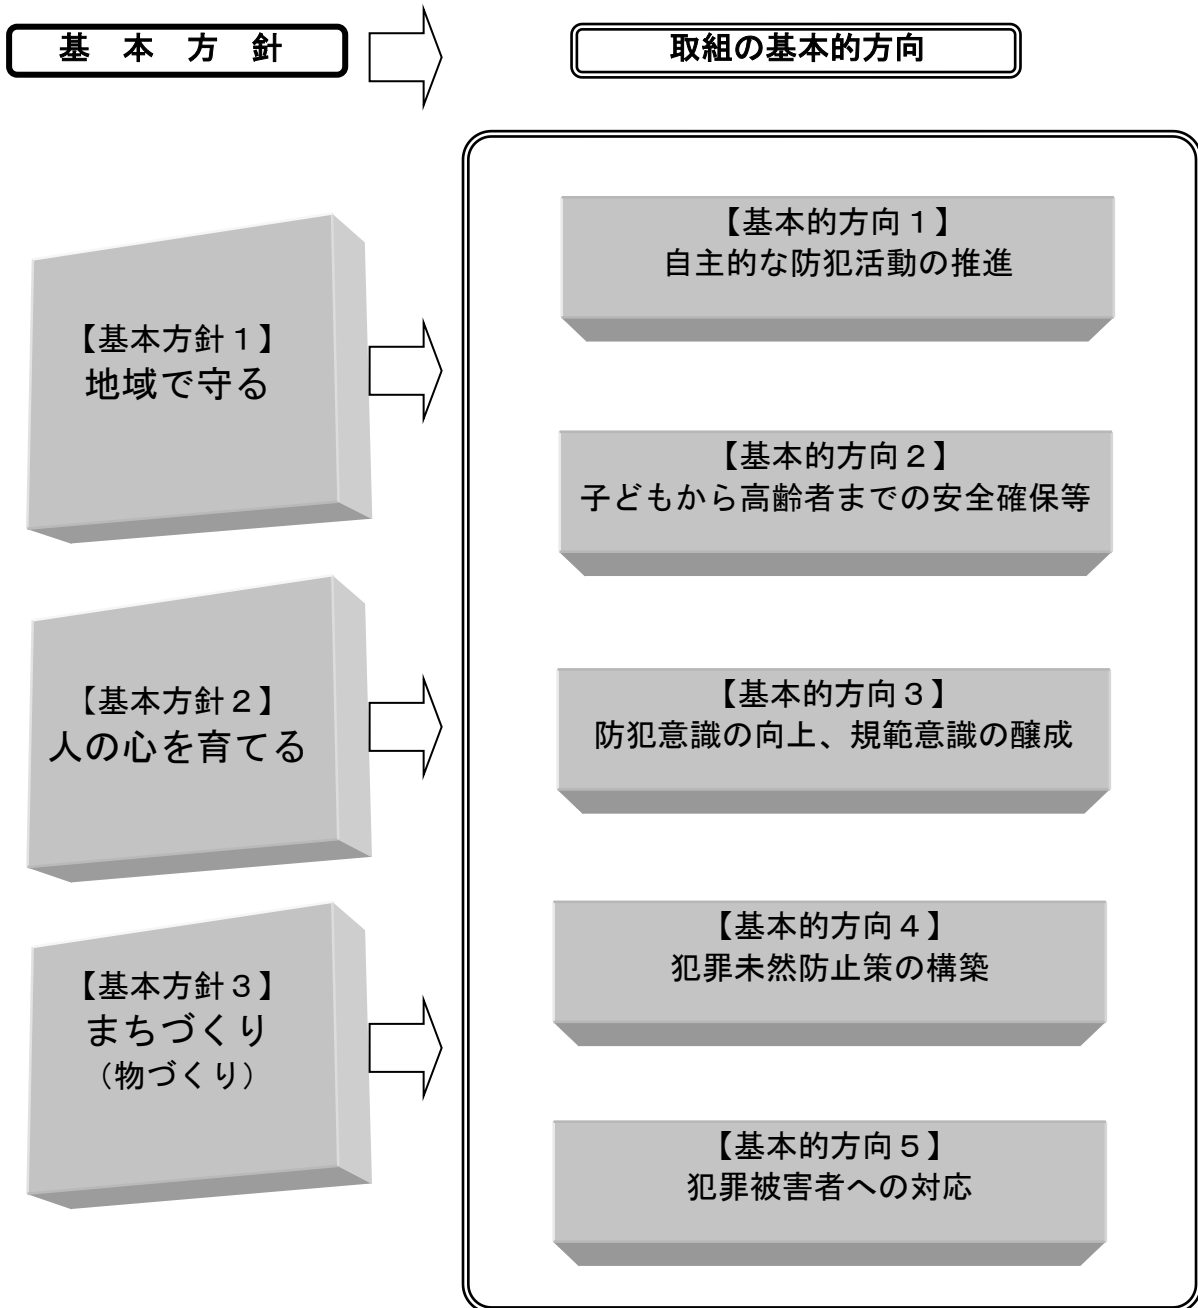 基　本　方　針
取組の基本的方向
【基本方針１】
地域で守る
【基本方針２】
人の心を育てる
【基本方針３】
まちづくり
（物づくり）
【基本的方向１】
自主的な防犯活動の推進
【基本的方向２】
子どもから高齢者までの安全確保等
【基本的方向３】
防犯意識の向上、規範意識の醸成
【基本的方向４】
犯罪未然防止策の構築
【基本的方向５】
犯罪被害者への対応